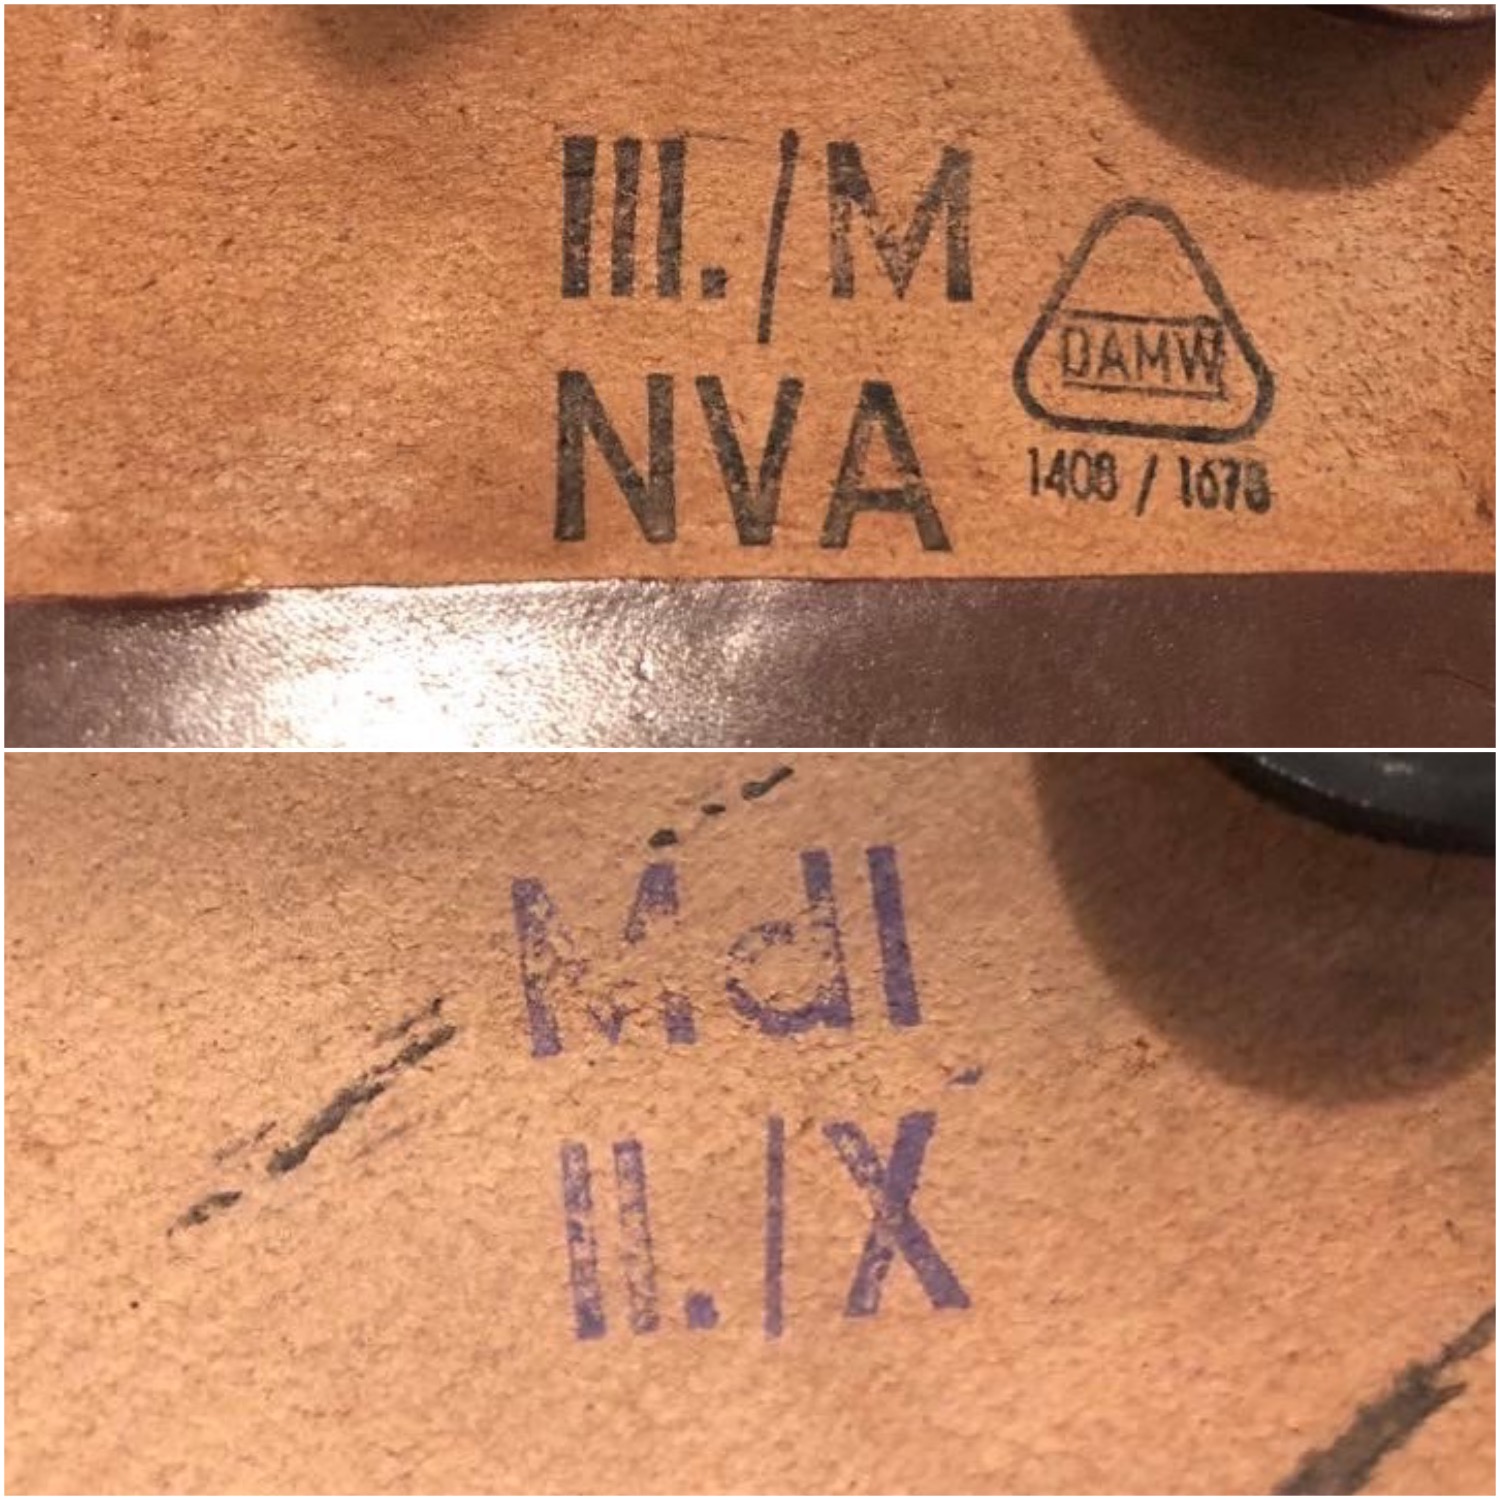 III./M
NVA
DAMW
1408 / 1678
MdI
II./X